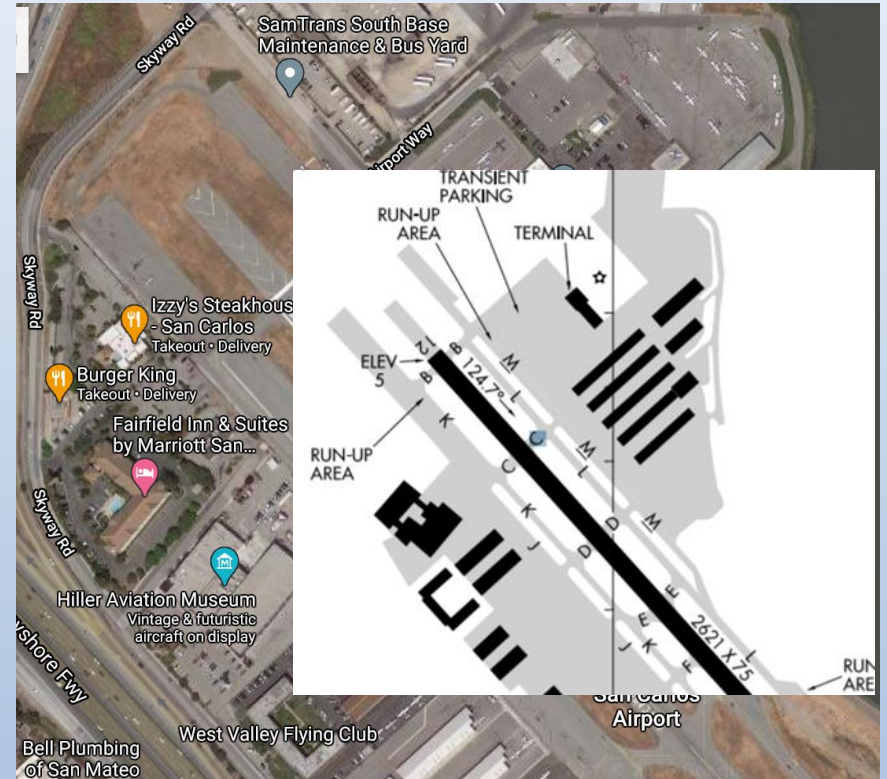 SamTrans South Base
Maintenance & Bus Yard
Skyway Rd
Airport Way
Skyway Rd
Izzy's Steakhous
- San Carlos
Takeout • Delivery
Burger King
Takeout • Delivery
Fairfield Inn & Suites
by Marriott San...
Skyway Rd
Hiller Aviation Museum
Vintage & futuristic
aircraft on display
yshore Fwy
West Valley Flying Club
Bell Plumbing
of San Mateo
San Carlos
Airport
TRANSIENT
PARKING
RUN-UP
AREA
TERMINAL
ELEV
5
12
B
B
124.7°
M
L
C
M
L
K
RUN-UP
AREA
C
K
J
D
D
M
E
E
J
K
F
2621 X 75
L
RUN
ARE